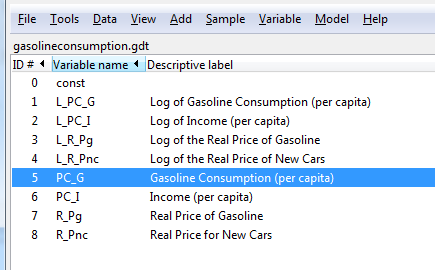 File Tools Data View Add Sample Variable Model Help
gasolineconsumption.gdt
ID # Variable name Descriptive label
0 const
1 L_PC_G Log of Gasoline Consumption (per capita)
2 L_PC_I Log of Income (per capita)
3 L_R_Pg Log of the Real Price of Gasoline
4 L_R_Pnc Log of the Real Price of New Cars
5 PC_G Gasoline Consumption (per capita)
6 PC_I Income (per capita)
7 R_Pg Real Price of Gasoline
8 R_Pnc Real Price for New Cars